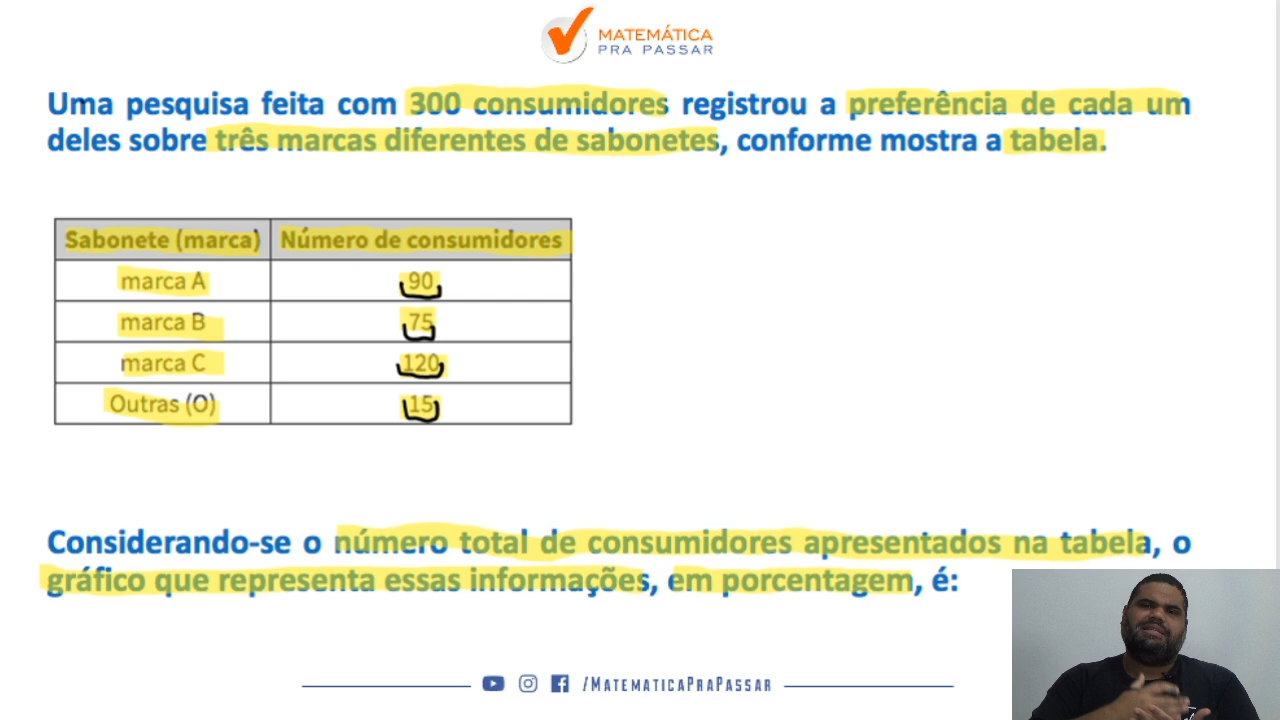 MATEMÁTICA
PRA PASSAR
Uma pesquisa feita com 300 consumidores registrou a preferência de cada um
deles sobre três marcas diferentes de sabonetes, conforme mostra a tabela.
Sabonete (marca) Número de consumidores
marca A 90
marca B 75
marca C 120
Outras (O) 15
Considerando-se o número total de consumidores apresentados na tabela, o
gráfico que representa essas informações, em porcentagem, é:
/MATEMATICAPRAPASSAR